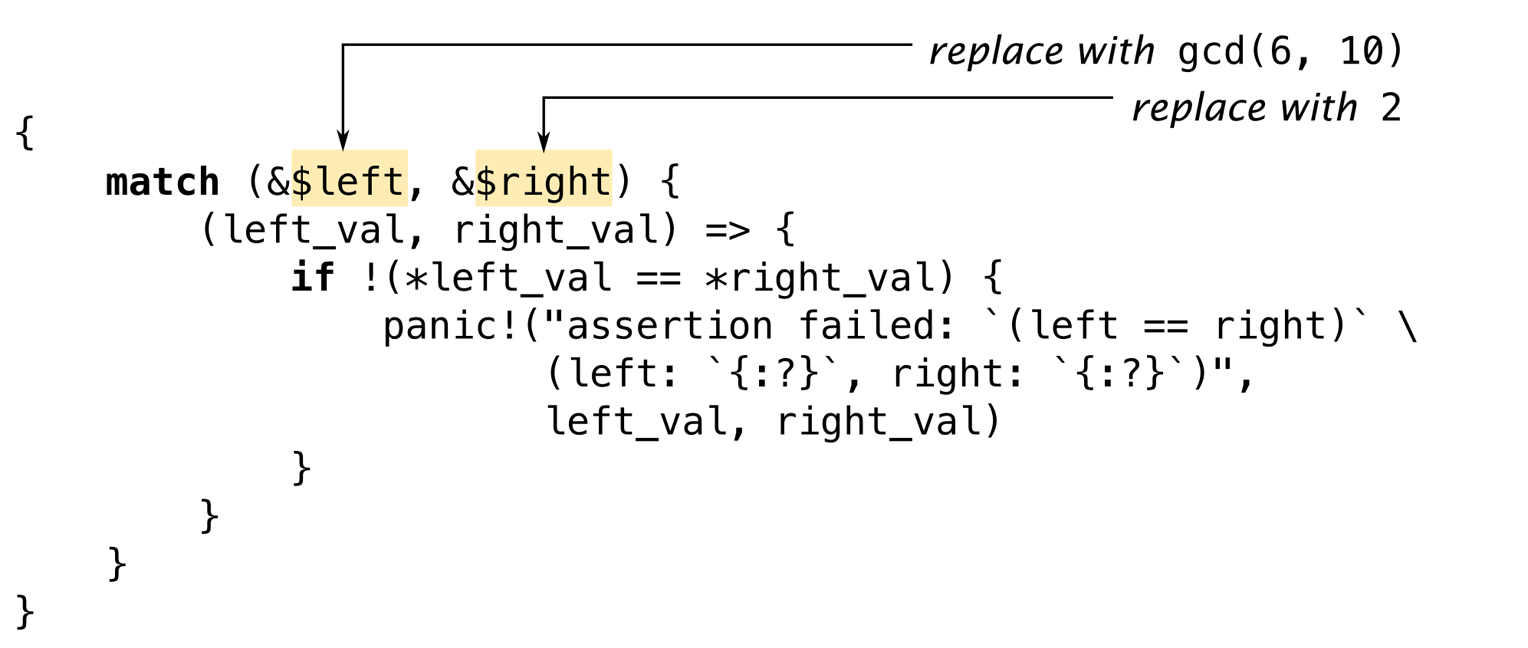 replace with gcd(6, 10)
replace with 2
{
    match (&$left, &$right) {
        (left_val, right_val) => {
            if !(*left_val == *right_val) {
                panic!("assertion failed: `(left == right)` \
                       (left: `{:?}`, right: `{:?}`)",
                       left_val, right_val)
            }
        }
    }
}